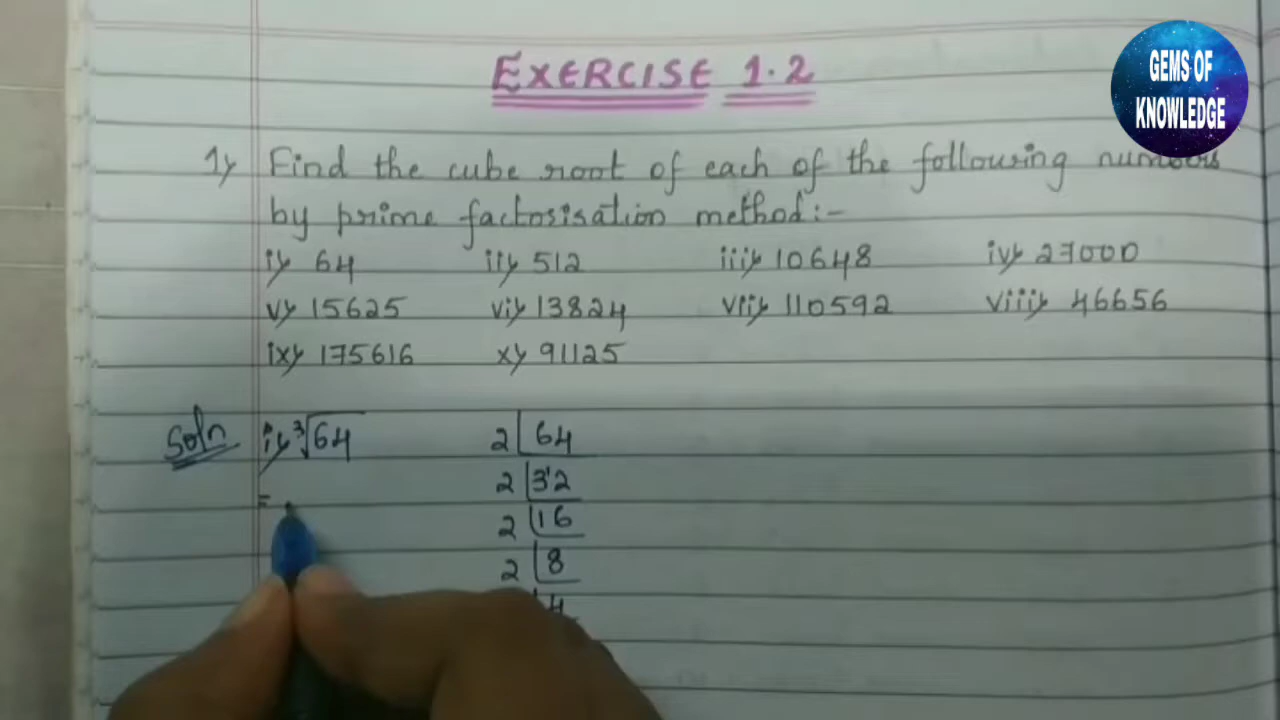 EXERCISE 1.2
GEMS OF
KNOWLEDGE
1) Find the cube root of each of the following numbers
by prime factorisation method:-
i) 64 ii) 512 iii) 10648 iv) 27000
v) 15625 vi) 13824 vii) 110592 viii) 46656
ix) 175616 x) 91125
Soln i) ³√64 2 64
2 32
= 2 16
2 8
4